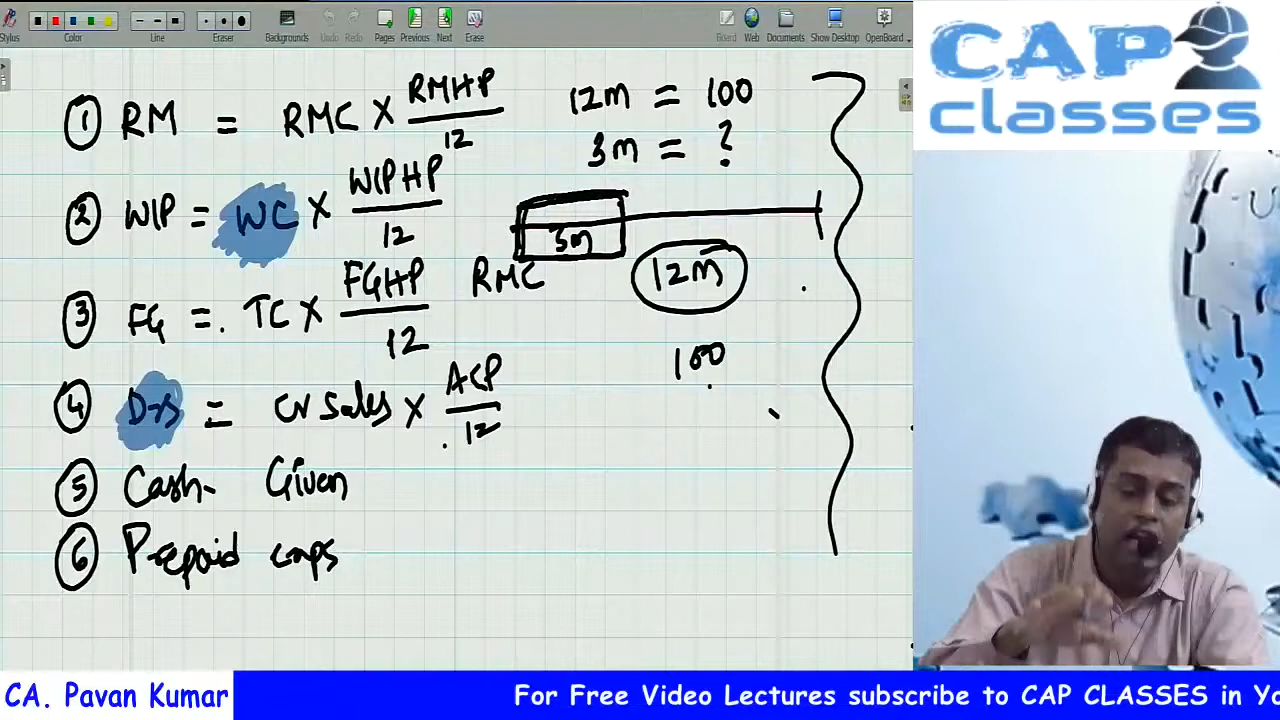 Stylus Color Line Eraser Backgrounds Undo Redo Pages Previous Next Erase Board Web Documents Show Desktop OpenBoard
CAP
classes
① RM = RMC X RMHP
12
12m = 100
3m = ?
② WIP = WC X WIPHP
12
3m
12m
RMC
③ FG = . TC X FGHP
12
100
④ Drs = Cr Sales X ACP
12
⑤ Cash - Given
⑥ Prepaid exps
CA. Pavan Kumar
For Free Video Lectures subscribe to CAP CLASSES in Yo